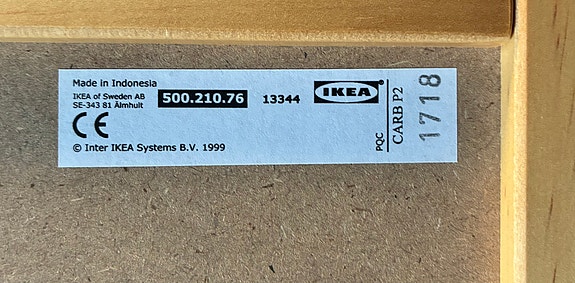 Made in Indonesia
IKEA of Sweden AB
SE-343 81 Älmhult
500.210.76
13344
IKEA®
CE
© Inter IKEA Systems B.V. 1999
PQC
CARB P2
1718